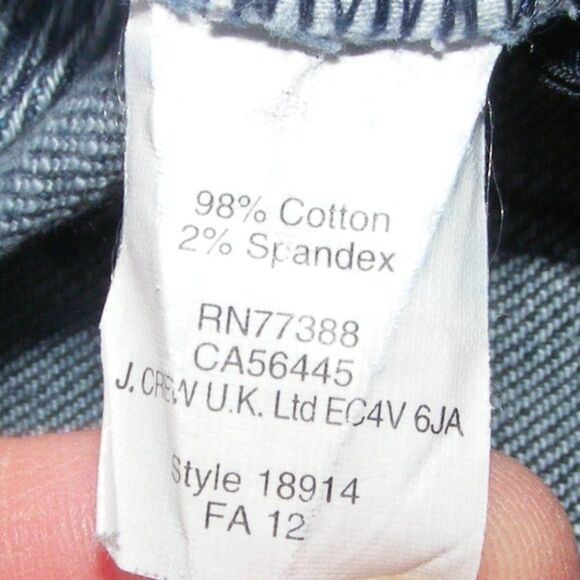 98% Cotton
2% Spandex
RN77388
CA56445
J. CREW U.K. Ltd EC4V 6JA
Style 18914
FA 12